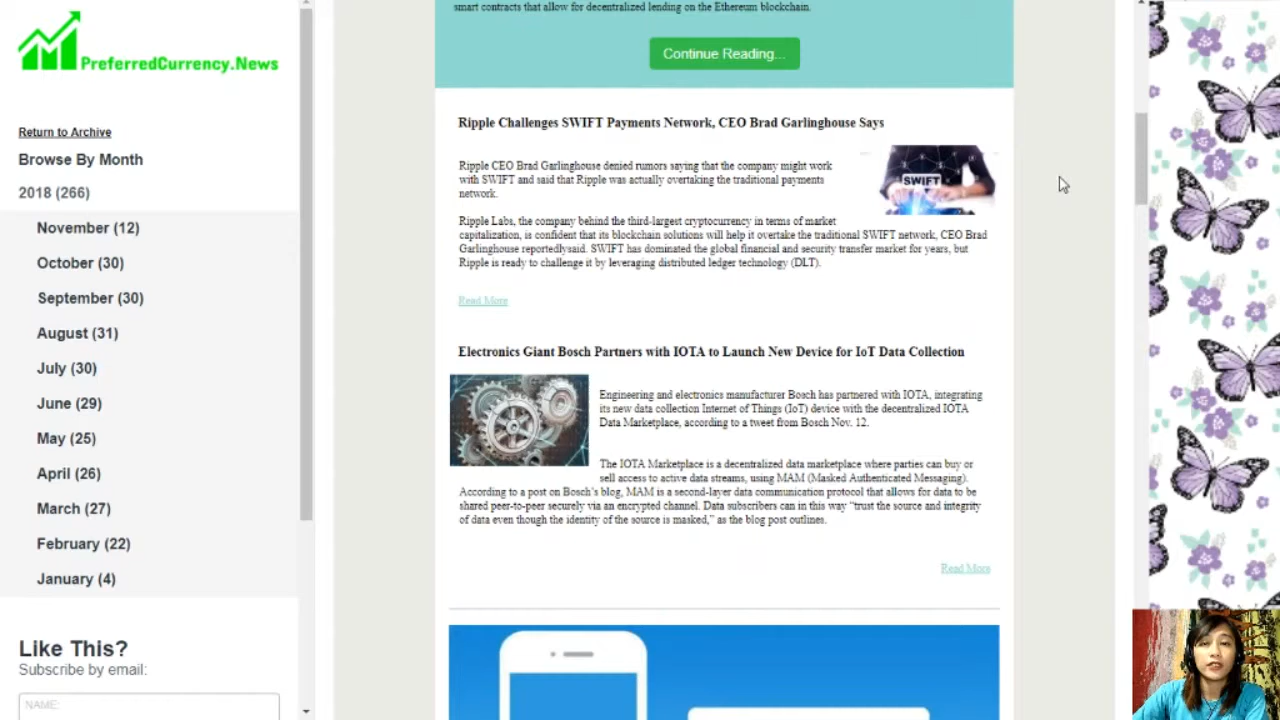 PreferredCurrency.News
Return to Archive
Browse By Month
2018 (266)
November (12)
October (30)
September (30)
August (31)
July (30)
June (29)
May (25)
April (26)
March (27)
February (22)
January (4)
Like This?
Subscribe by email:
NAME:
smart contracts that allow for decentralized lending on the Ethereum blockchain.
Continue Reading...
Ripple Challenges SWIFT Payments Network, CEO Brad Garlinghouse Says
Ripple CEO Brad Garlinghouse denied rumors saying that the company might work
with SWIFT and said that Ripple was actually overtaking the traditional payments
network.
SWIFT
Ripple Labs, the company behind the third-largest cryptocurrency in terms of market
capitalization, is confident that its blockchain solutions will help it overtake the traditional SWIFT network, CEO Brad
Garlinghouse reportedlysaid. SWIFT has dominated the global financial and security transfer market for years, but
Ripple is ready to challenge it by leveraging distributed ledger technology (DLT).
Read More
Electronics Giant Bosch Partners with IOTA to Launch New Device for IoT Data Collection
Engineering and electronics manufacturer Bosch has partnered with IOTA, integrating
its new data collection Internet of Things (IoT) device with the decentralized IOTA
Data Marketplace, according to a tweet from Bosch Nov. 12.
The IOTA Marketplace is a decentralized data marketplace where parties can buy or
sell access to active data streams, using MAM (Masked Authenticated Messaging).
According to a post on Bosch's blog, MAM is a second-layer data communication protocol that allows for data to be
shared peer-to-peer securely via an encrypted channel. Data subscribers can in this way “trust the source and integrity
of data even though the identity of the source is masked,” as the blog post outlines.
Read More